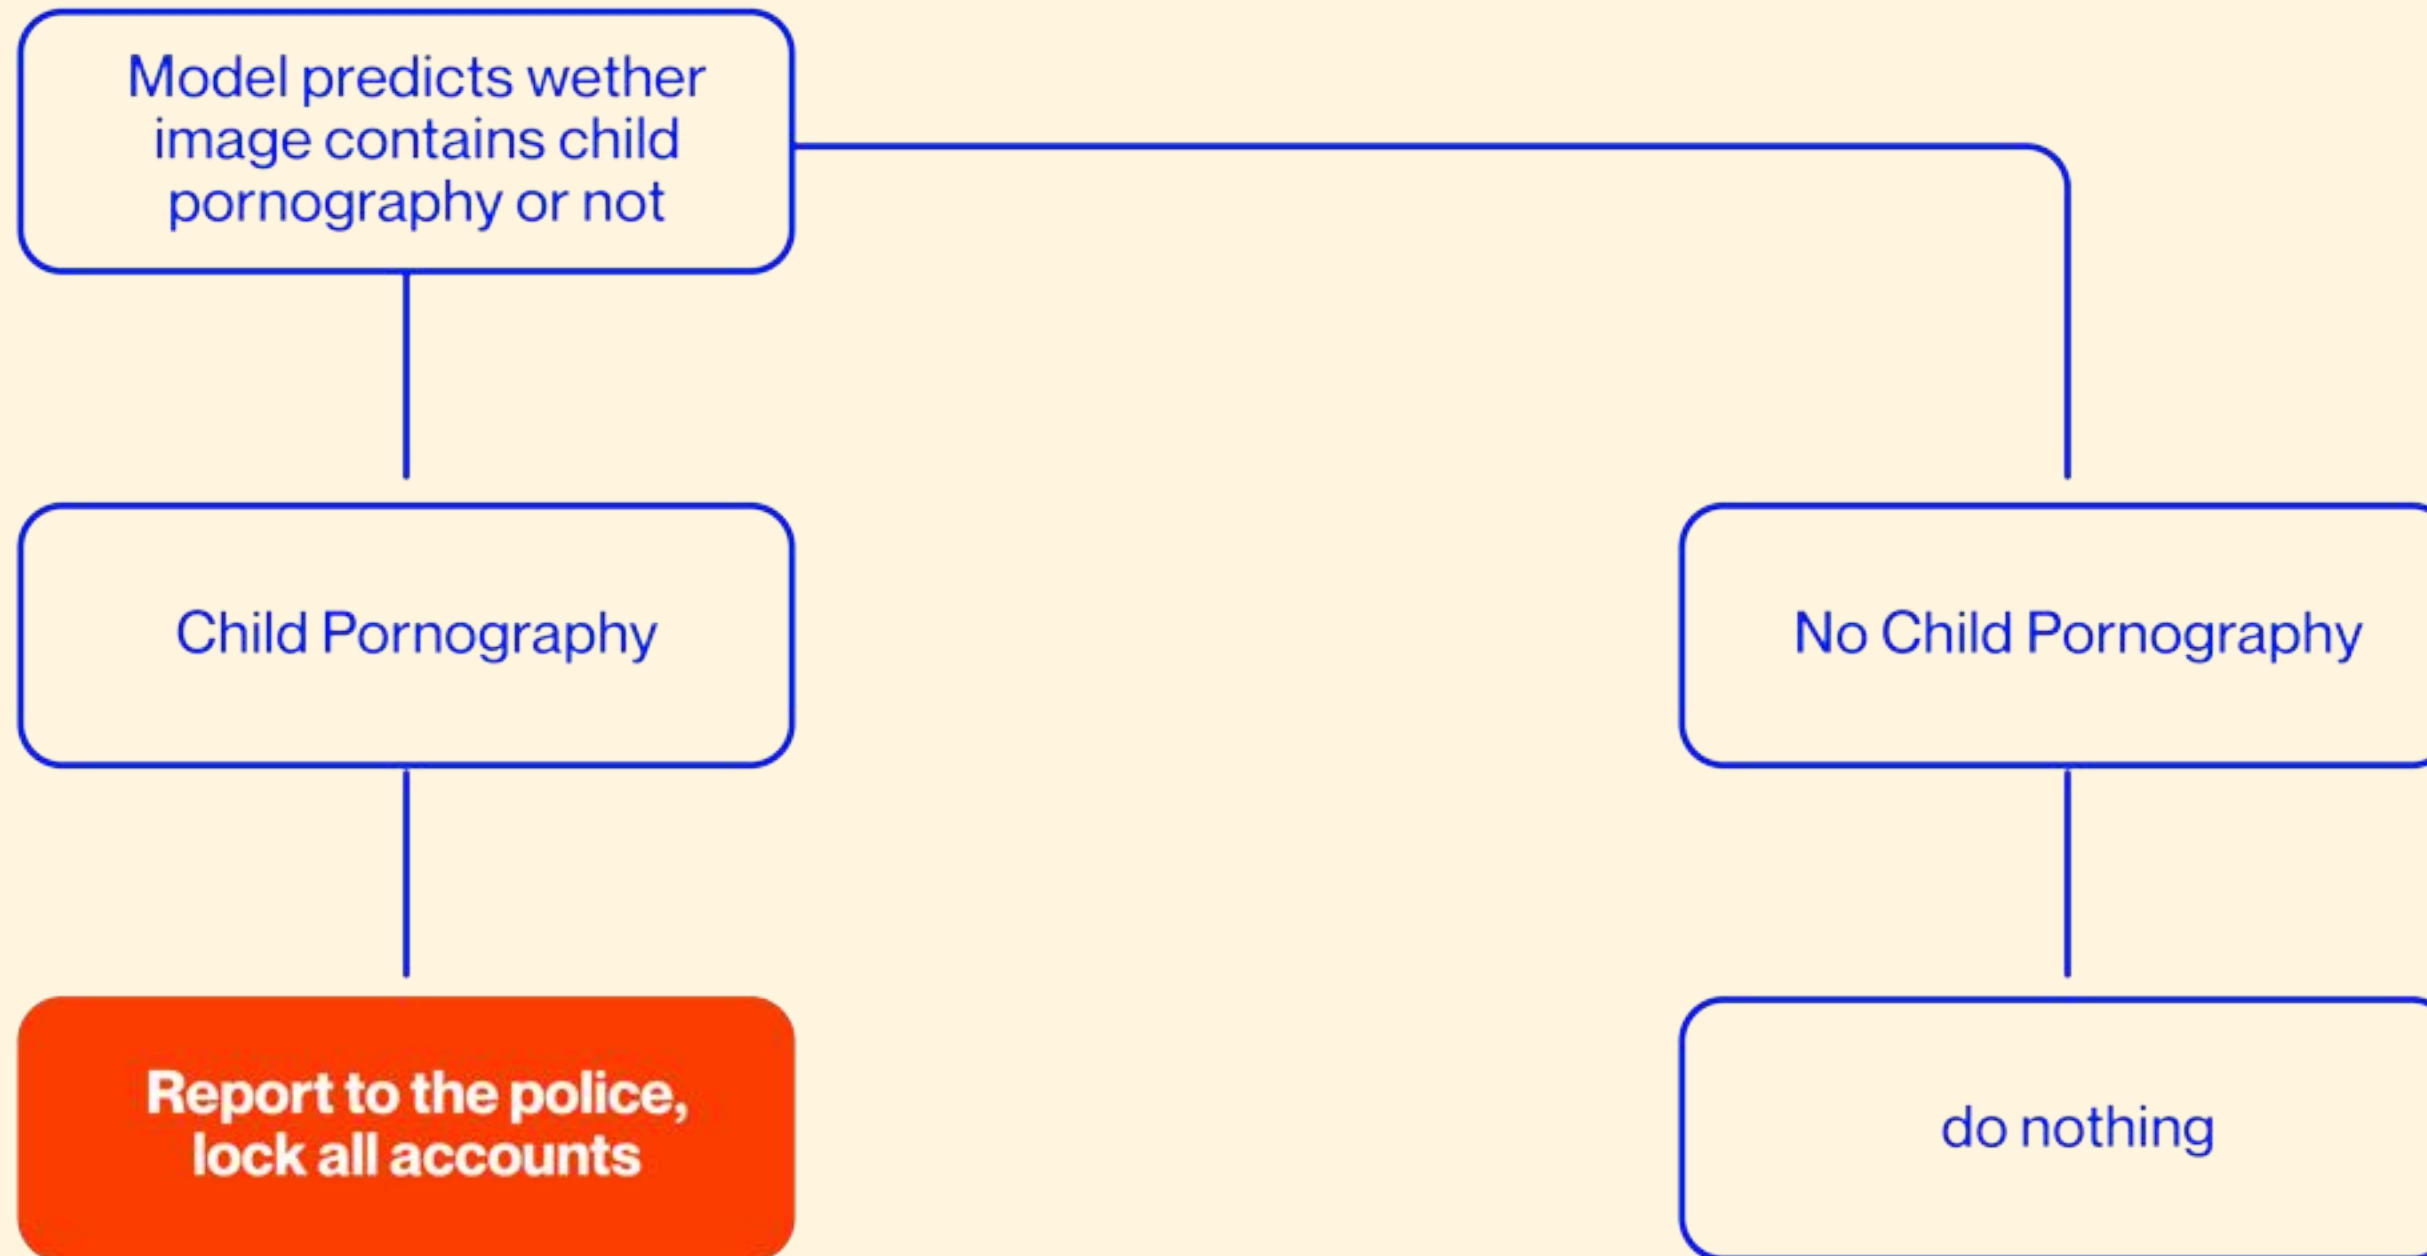 Model predicts wether
image contains child
pornography or not
Child Pornography
No Child Pornography
Report to the police,
lock all accounts
do nothing